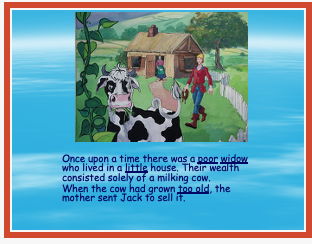 Once upon a time there was a poor widow
who lived in a little house. Their wealth
consisted solely of a milking cow.
When the cow had grown too old, the
mother sent Jack to sell it.